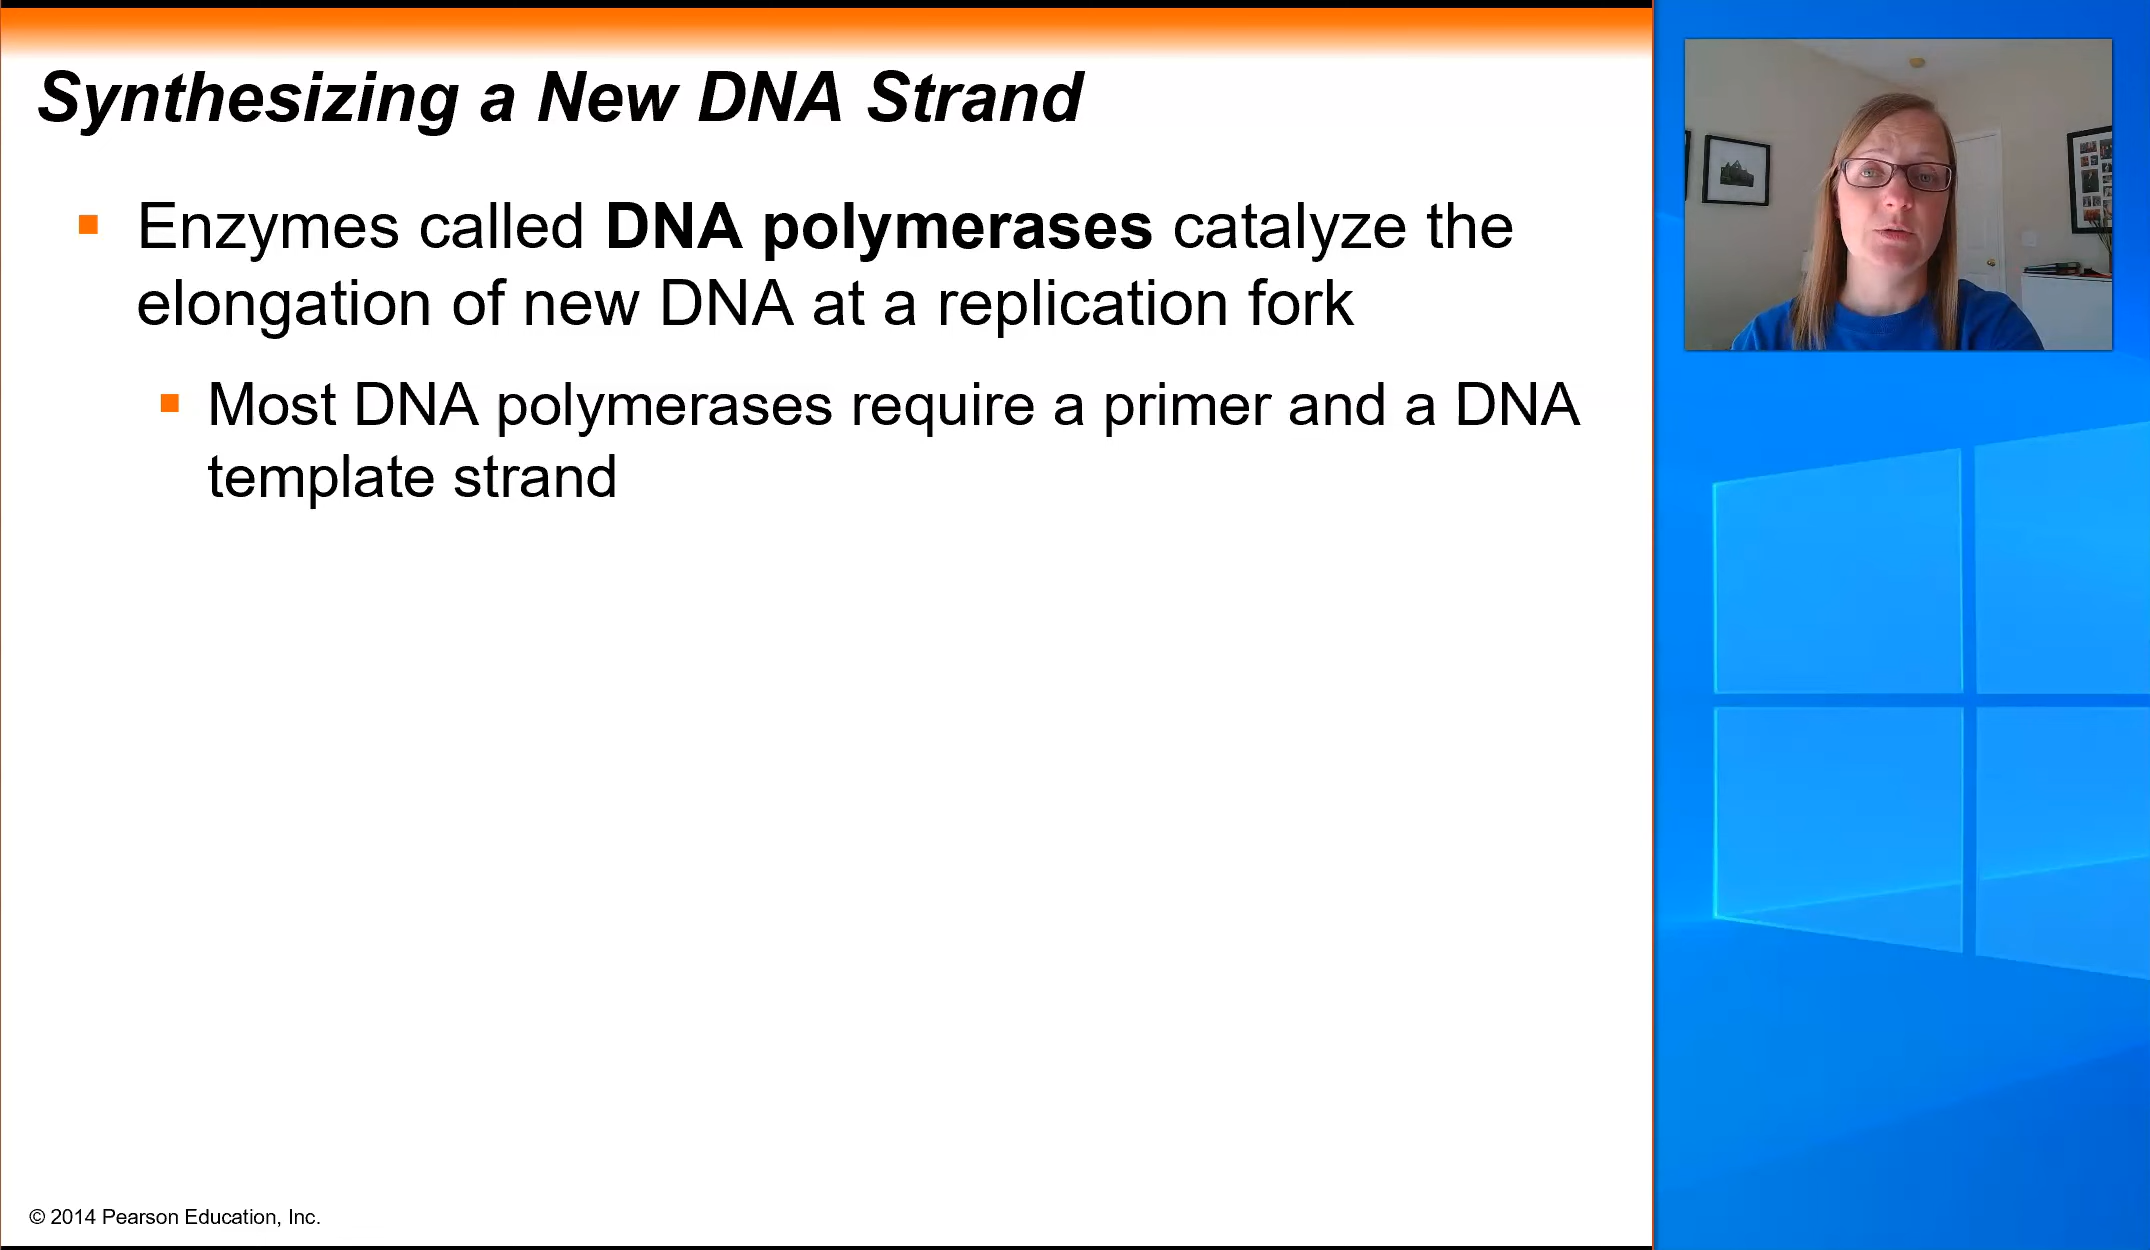 Synthesizing a New DNA Strand
Enzymes called DNA polymerases catalyze the
elongation of new DNA at a replication fork
Most DNA polymerases require a primer and a DNA
template strand
© 2014 Pearson Education, Inc.